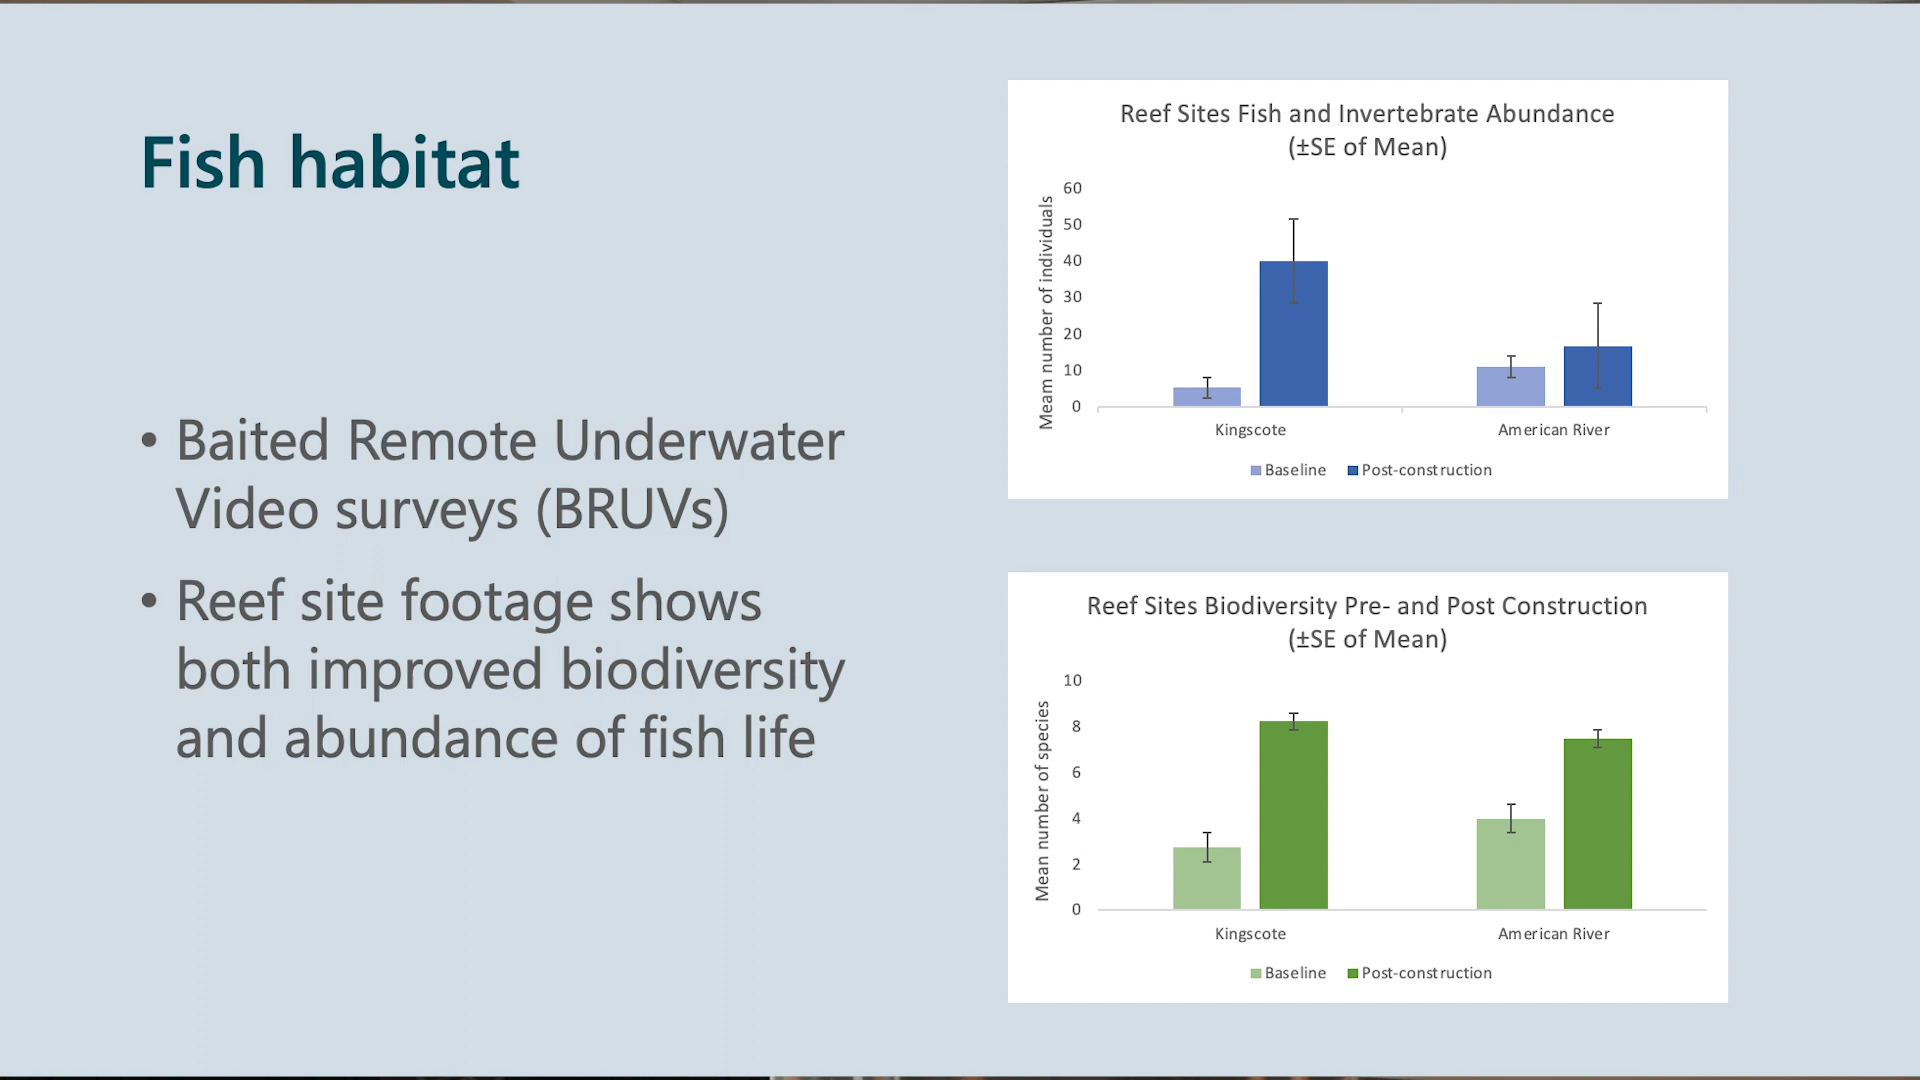 Fish habitat
• Baited Remote Underwater
Video surveys (BRUVs)
• Reef site footage shows
both improved biodiversity
and abundance of fish life
Reef Sites Fish and Invertebrate Abundance
(±SE of Mean)
Meam number of individuals
60
50
40
30
20
10
0
Kingscote
American River
Baseline
Post-construction
Reef Sites Biodiversity Pre- and Post Construction
(±SE of Mean)
Mean number of species
10
8
6
4
2
0
Kingscote
American River
Baseline
Post-construction